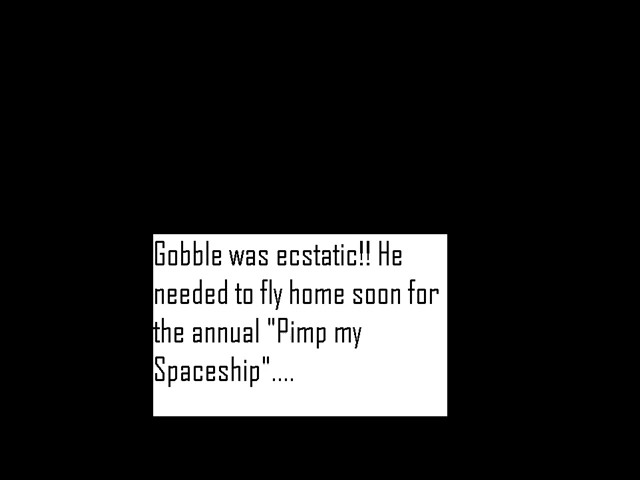 Gobble was ecstatic!! He
needed to fly home soon for
the annual "Pimp my
Spaceship"....